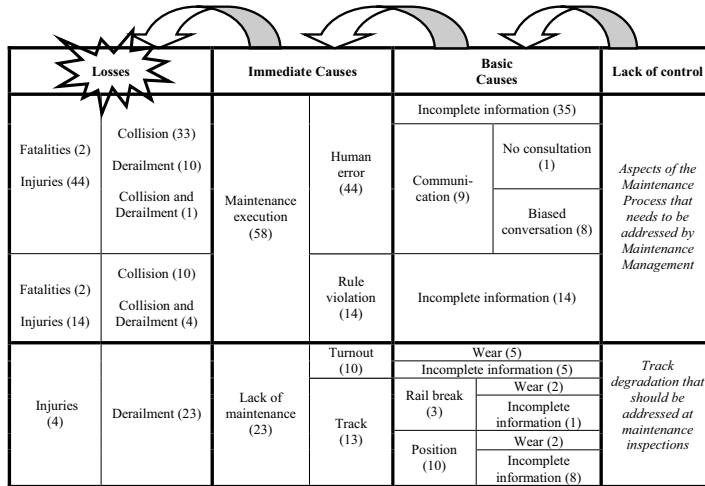 Losses
Immediate Causes
Basic
Causes
Lack of control
Fatalities (2)
Injuries (44)
Collision (33)
Derailment (10)
Collision and
Derailment (1)
Maintenance
execution
(58)
Human
error
(44)
Incomplete information (35)
Communi-
cation (9)
No consultation
(1)
Biased
conversation (8)
Aspects of the
Maintenance
Process that
needs to be
addressed by
Maintenance
Management
Fatalities (2)
Injuries (14)
Collision (10)
Collision and
Derailment (4)
Rule
violation
(14)
Incomplete information (14)
Injuries
(4)
Derailment (23)
Lack of
maintenance
(23)
Turnout
(10)
Wear (5)
Incomplete information (5)
Track
(13)
Rail break
(3)
Wear (2)
Incomplete
information (1)
Position
(10)
Wear (2)
Incomplete
information (8)
Track
degradation that
should be
addressed at
maintenance
inspections